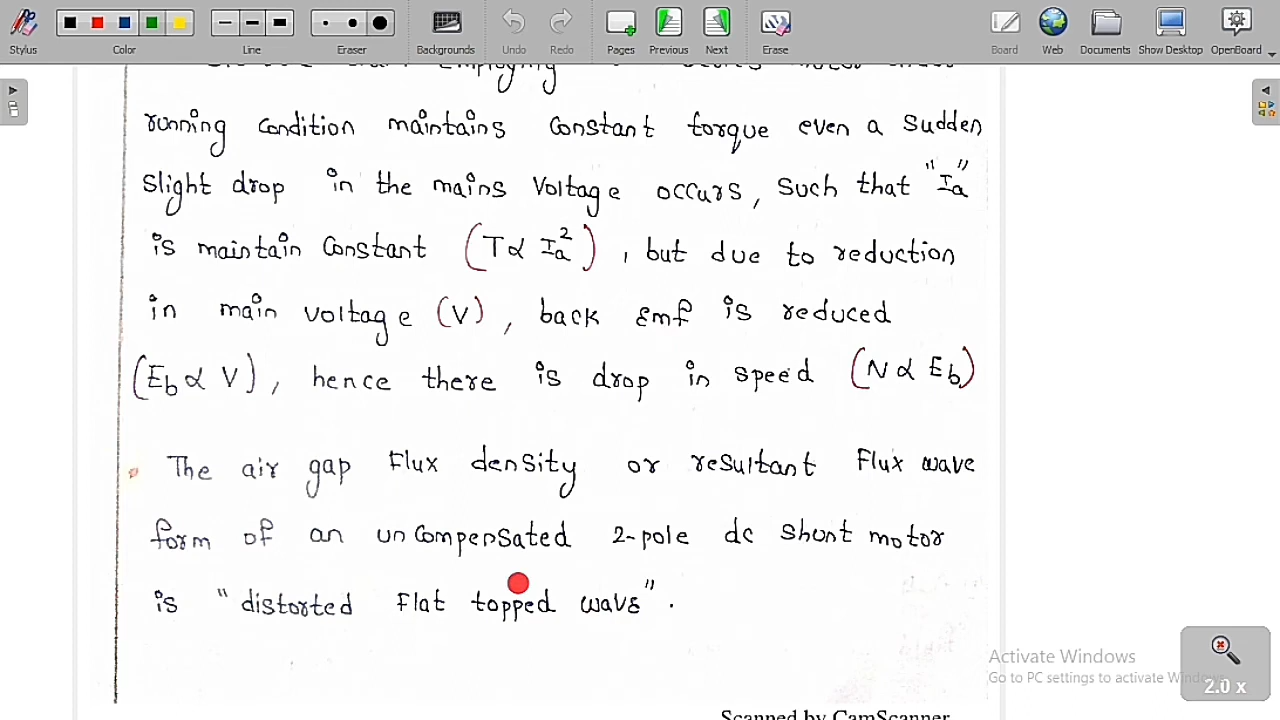 Stylus
Color
Line
Eraser
Backgrounds
Undo
Redo
Pages
Previous
Next
Erase
Board
Web
Documents
Show Desktop
OpenBoard
employing
running condition maintains constant torque even a sudden
slight drop in the mains voltage occurs, such that "Ia"
is maintain constant (T∝ Ia²), but due to reduction
in main voltage (V), back Emf is reduced
(Eb ∝ V), hence there is drop in speed (N ∝ Eb)
The air gap flux density or resultant flux wave
form of an uncompensated 2-pole dc shunt motor
is "distorted flat topped wave".
Activate Windows
Go to PC settings to activate Windows
2.0 x
Scanned by CamScanner